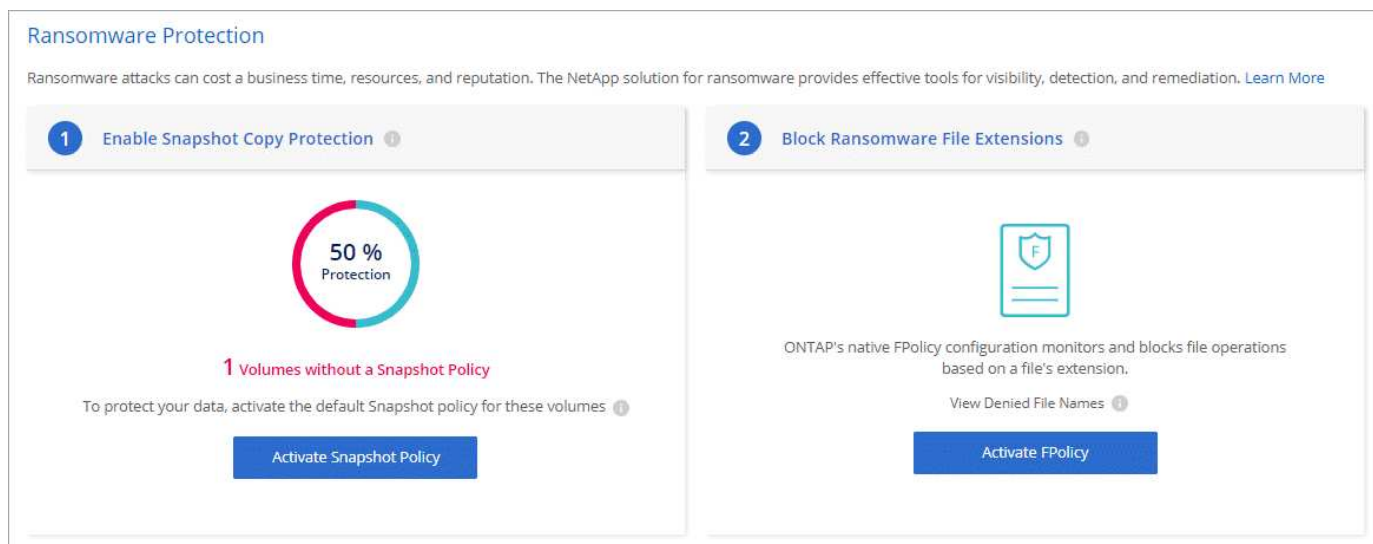 Ransomware Protection
Ransomware attacks can cost a business time, resources, and reputation. The NetApp solution for ransomware provides effective tools for visibility, detection, and remediation. Learn More
1 Enable Snapshot Copy Protection i
50 %
Protection
1 Volumes without a Snapshot Policy
To protect your data, activate the default Snapshot policy for these volumes i
Activate Snapshot Policy
2 Block Ransomware File Extensions i
F
ONTAP's native FPolicy configuration monitors and blocks file operations
based on a file's extension.
View Denied File Names i
Activate FPolicy